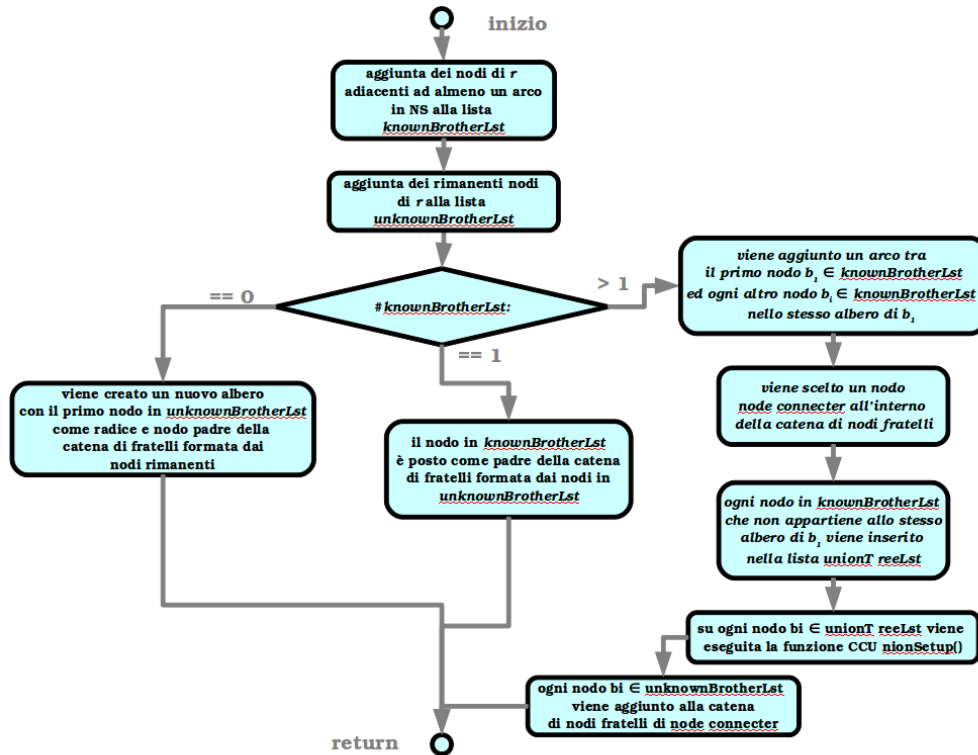 inizio
aggiunta dei nodi di r
adiacenti ad almeno un arco
in NS alla lista
knownBrotherLst
aggiunta dei rimanenti nodi
di r alla lista
unknownBrotherLst
#knownBrotherLst:
== 0
== 1
> 1
viene creato un nuovo albero
con il primo nodo in unknownBrotherLst
come radice e nodo padre della
catena di fratelli formata dai
nodi rimanenti
il nodo in knownBrotherLst
è posto come padre della catena
di fratelli formata dai nodi in
unknownBrotherLst
viene aggiunto un arco tra
il primo nodo b₁ ∈ knownBrotherLst
ed ogni altro nodo bᵢ ∈ knownBrotherLst
nello stesso albero di b₁
viene scelto un nodo
node connecter all'interno
della catena di nodi fratelli
ogni nodo in knownBrotherLst
che non appartiene allo stesso
albero di b₁ viene inserito
nella lista unionT reeLst
su ogni nodo bi ∈ unionT reeLst viene
eseguita la funzione CCU nionSetup()
ogni nodo bi ∈ unknownBrotherLst
viene aggiunto alla catena
di nodi fratelli di node connecter
return